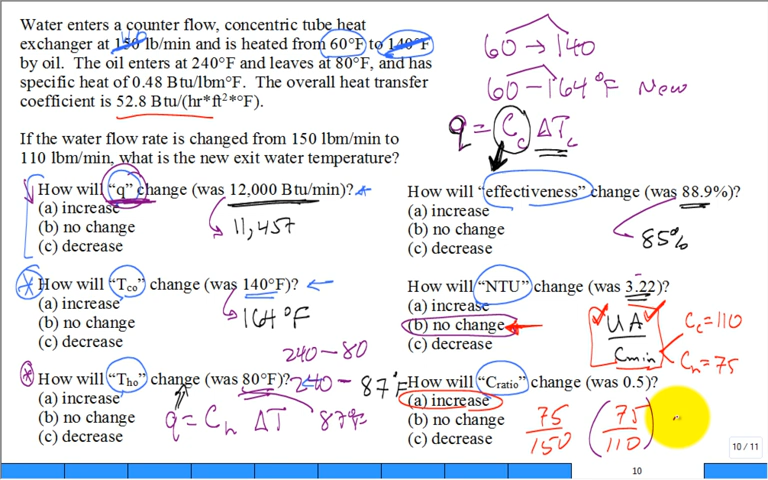 Water enters a counter flow, concentric tube heat
exchanger at 150 lb/min and is heated from 60°F to 140°F
by oil. The oil enters at 240°F and leaves at 80°F, and has
specific heat of 0.48 Btu/lbm°F. The overall heat transfer
coefficient is 52.8 Btu/(hr*ft²*°F).
If the water flow rate is changed from 150 lbm/min to
110 lbm/min, what is the new exit water temperature?
60 → 140
60 – 164°F New
q = Cc ΔTc
How will "q" change (was 12,000 Btu/min)?
(a) increase
(b) no change
(c) decrease
11,457
How will "Tco" change (was 140°F)?
(a) increase
(b) no change
(c) decrease
164°F
240 – 80
How will "Tho" change (was 80°F)?
240 – 87°F
(a) increase
(b) no change
(c) decrease
q = Ch ΔT 87°F
How will "effectiveness" change (was 88.9%)?
(a) increase
(b) no change
(c) decrease
85%
How will "NTU" change (was 3.22)?
(a) increase
(b) no change
(c) decrease
UA
Cmin
Cc = 110
Ch = 75
How will "Cratio" change (was 0.5)?
(a) increase
(b) no change
(c) decrease
75
150
(75
110)
10 / 11
10